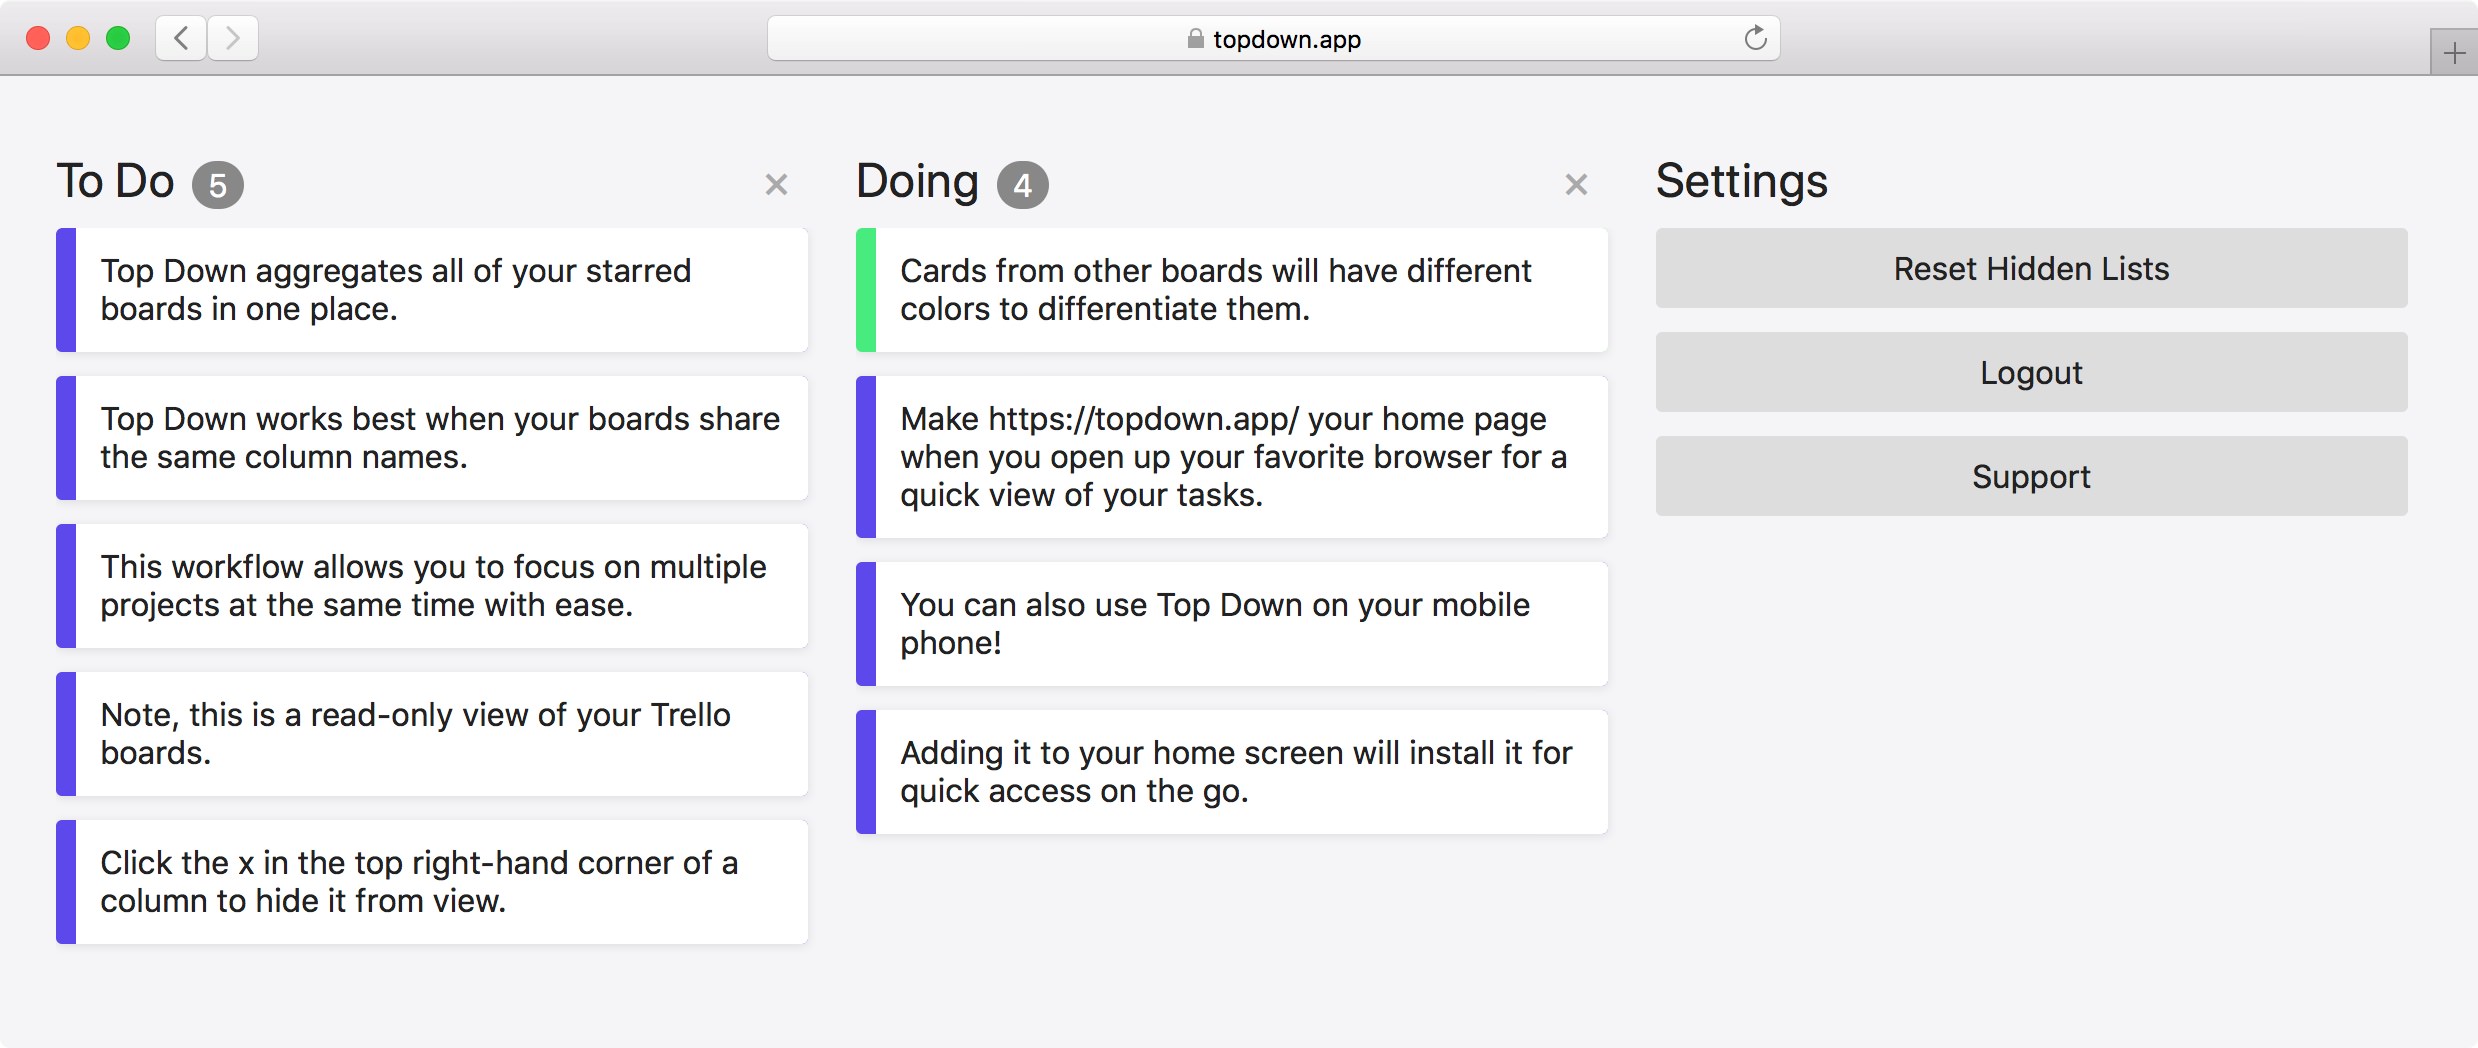 topdown.app
To Do 5
Top Down aggregates all of your starred
boards in one place.
Top Down works best when your boards share
the same column names.
This workflow allows you to focus on multiple
projects at the same time with ease.
Note, this is a read-only view of your Trello
boards.
Click the x in the top right-hand corner of a
column to hide it from view.
Doing 4
Cards from other boards will have different
colors to differentiate them.
Make https://topdown.app/ your home page
when you open up your favorite browser for a
quick view of your tasks.
You can also use Top Down on your mobile
phone!
Adding it to your home screen will install it for
quick access on the go.
Settings
Reset Hidden Lists
Logout
Support